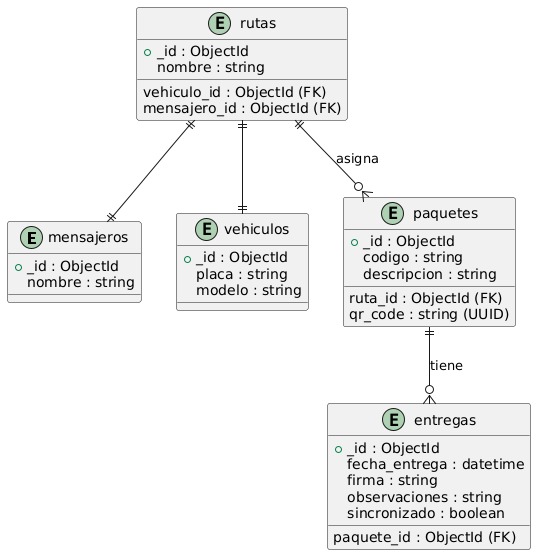 E rutas
_id : ObjectId
nombre : string
vehiculo_id : ObjectId (FK)
mensajero_id : ObjectId (FK)
asigna
E mensajeros
_id : ObjectId
nombre : string
E vehiculos
_id : ObjectId
placa : string
modelo : string
E paquetes
_id : ObjectId
codigo : string
descripcion : string
ruta_id : ObjectId (FK)
qr_code : string (UUID)
tiene
E entregas
_id : ObjectId
fecha_entrega : datetime
firma : string
observaciones : string
sincronizado : boolean
paquete_id : ObjectId (FK)